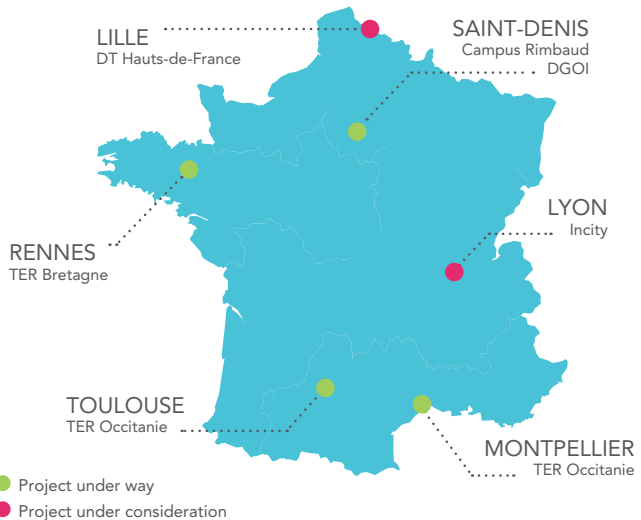 LILLE
DT Hauts-de-France
SAINT-DENIS
Campus Rimbaud
DGOI
LYON
Incity
RENNES
TER Bretagne
TOULOUSE
TER Occitanie
MONTPELLIER
TER Occitanie
Project under way
Project under consideration